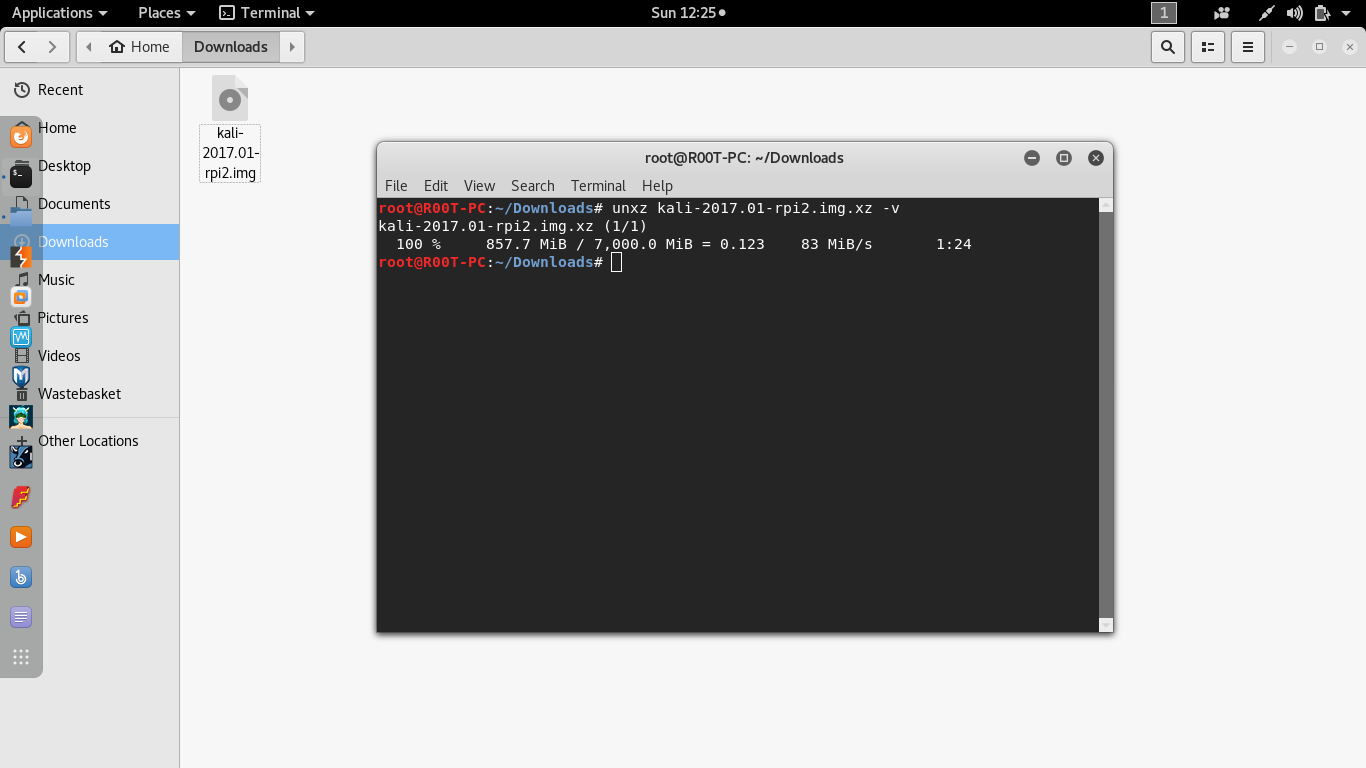 Applications Places Terminal Sun 12:25 1
Home Downloads
Recent
Home
Desktop
Documents
Downloads
Music
Pictures
Videos
Wastebasket
Other Locations
kali-
2017.01-
rpi2.img
root@R00T-PC: ~/Downloads
File Edit View Search Terminal Help
root@R00T-PC:~/Downloads# unxz kali-2017.01-rpi2.img.xz -v
kali-2017.01-rpi2.img.xz (1/1)
100 % 857.7 MiB / 7,000.0 MiB = 0.123 83 MiB/s 1:24
root@R00T-PC:~/Downloads#